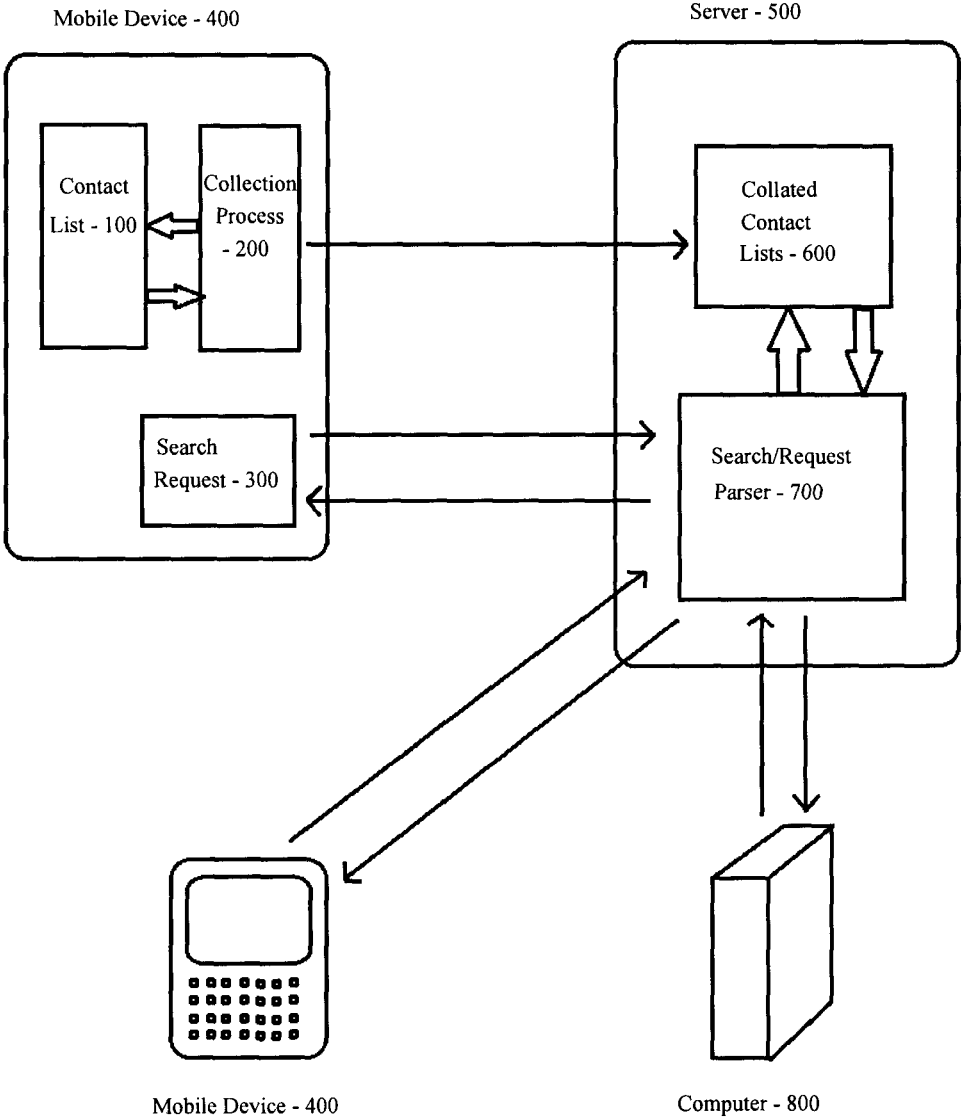 Mobile Device - 400
Server - 500
Contact
List - 100
Collection
Process
- 200
Collated
Contact
Lists - 600
Search
Request - 300
Search/Request
Parser - 700
Mobile Device - 400
Computer - 800